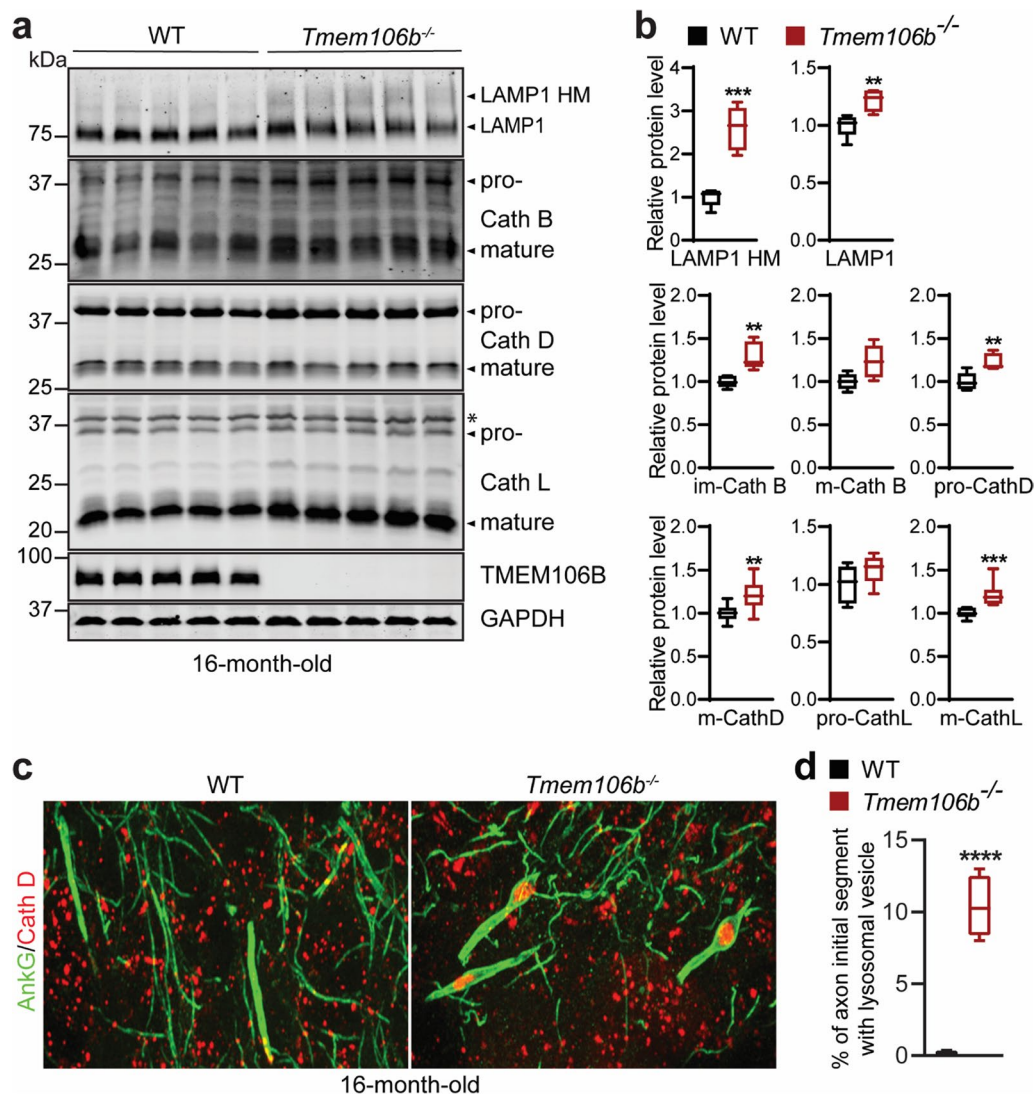 a
WT
Tmem106b-/-
kDa
LAMP1 HM
75
LAMP1
37
pro-
Cath B
25
mature
37
pro-
Cath D
25
mature
37
*
pro-
25
Cath L
20
mature
100
TMEM106B
37
GAPDH
16-month-old
b
WT
Tmem106b-/-
Relative protein level
4
3
2
1
0
***
LAMP1 HM
1.5
1.0
0.5
0.0
**
LAMP1
Relative protein level
2.0
1.5
1.0
0.5
0.0
**
im-Cath B
2.0
1.5
1.0
0.5
0.0
m-Cath B
2.0
1.5
1.0
0.5
0.0
**
pro-CathD
Relative protein level
2.0
1.5
1.0
0.5
0.0
**
m-CathD
1.5
1.0
0.5
0.0
pro-CathL
2.0
1.5
1.0
0.5
0.0
***
m-CathL
c
WT
Tmem106b-/-
AnkG/Cath D
16-month-old
d
WT
Tmem106b-/-
% of axon initial segment
with lysosomal vesicle
15
10
5
0
****